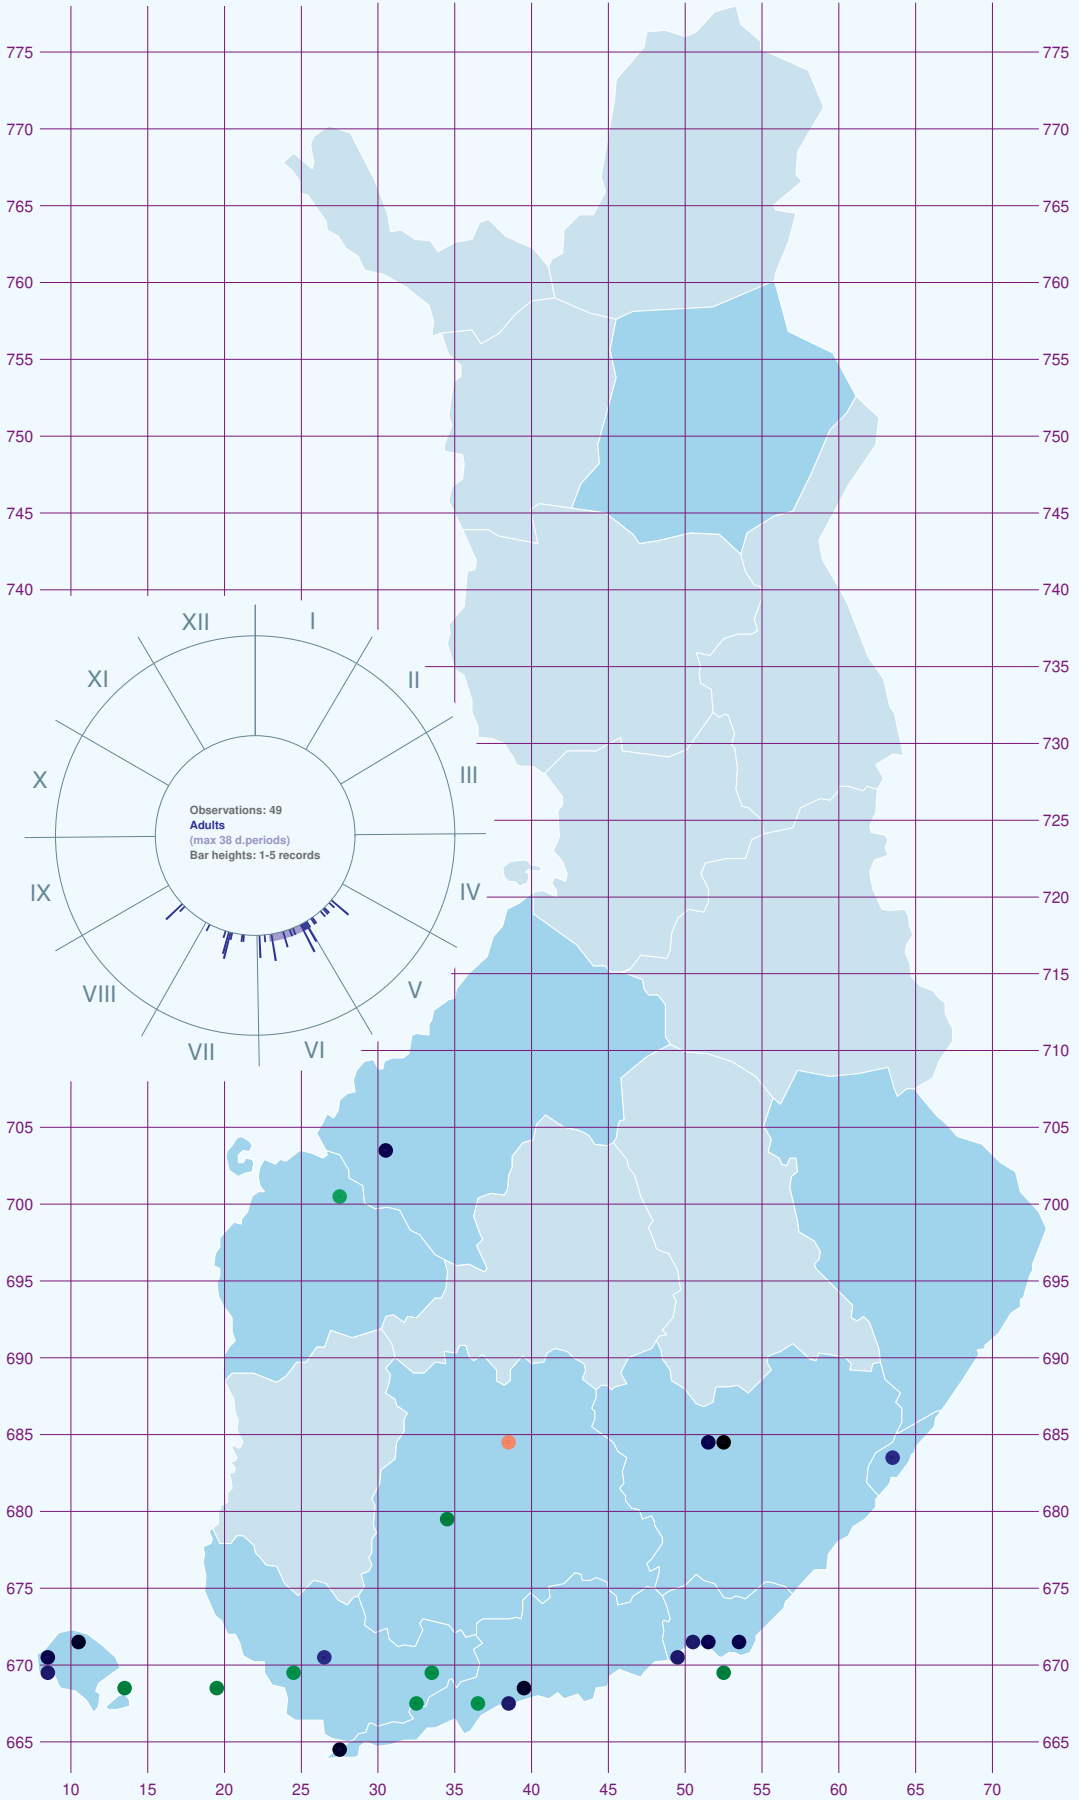 775 775
770 770
765 765
760 760
755 755
750 750
745 745
740 740
XII I
735
XI II
730
X III
Observations: 49
Adults
725
(max 38 d.periods)
Bar heights: 1-5 records
IX IV
720
715
VIII V
VII VI
710
705 705
700 700
695 695
690 690
685 685
680 680
675 675
670 670
665 665
10 15 20 25 30 35 40 45 50 55 60 65 70